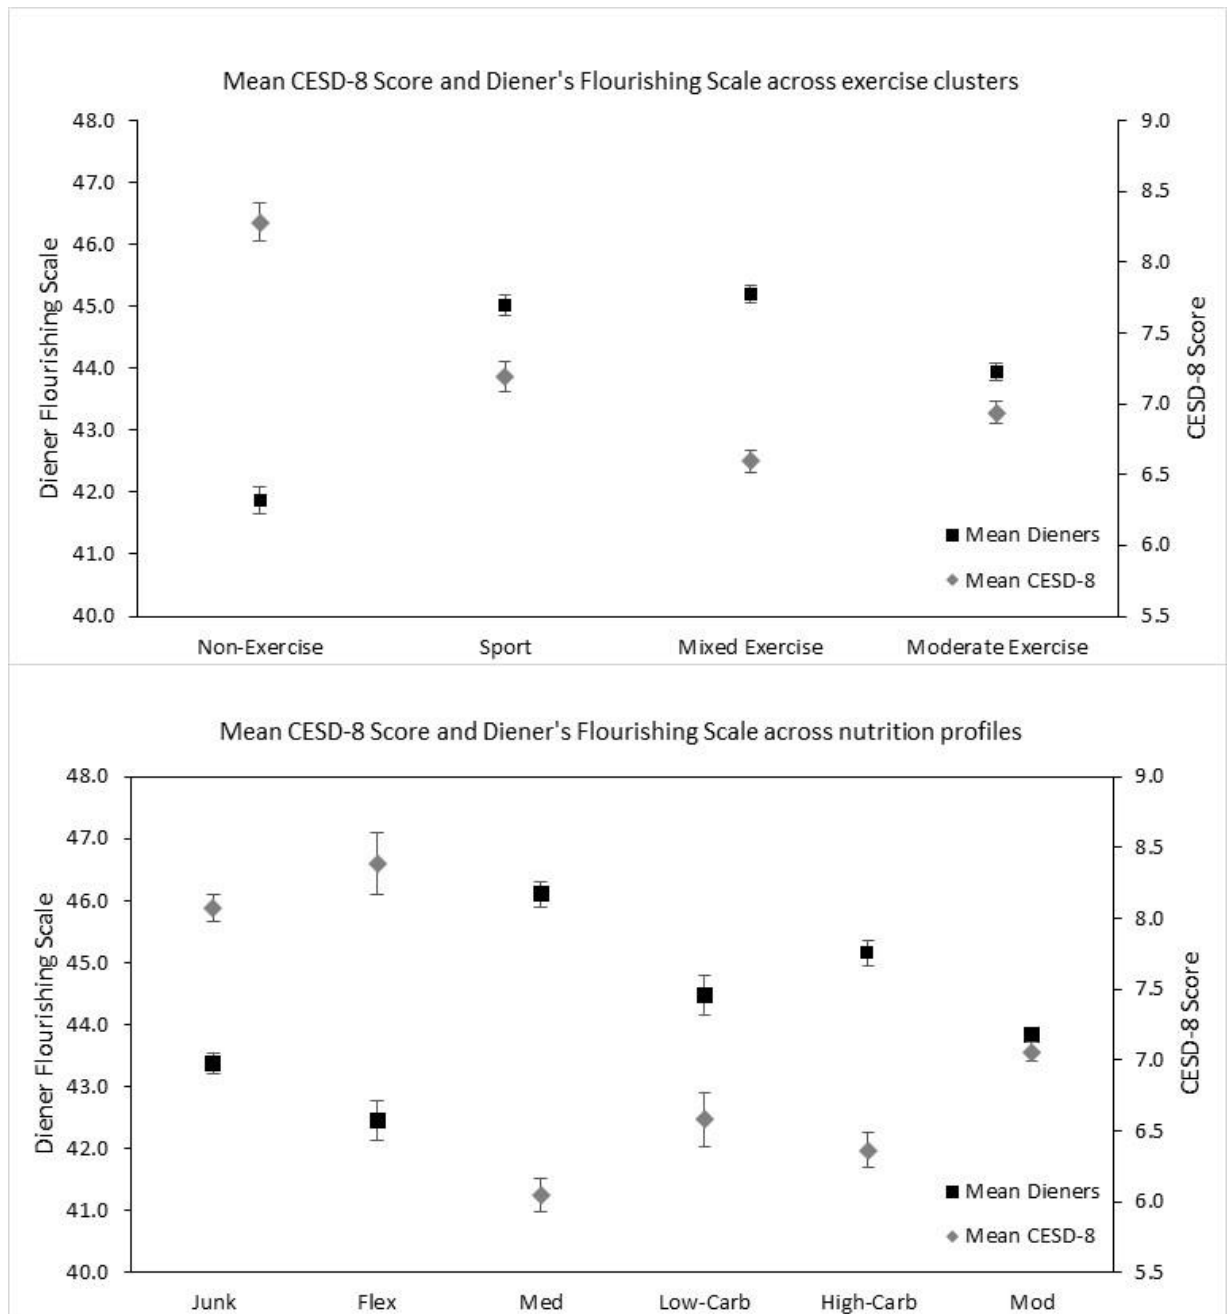 Mean CESD-8 Score and Diener's Flourishing Scale across exercise clusters
48.0
47.0
46.0
45.0
44.0
43.0
42.0
41.0
40.0
Diener Flourishing Scale
9.0
8.5
8.0
7.5
7.0
6.5
6.0
5.5
CESD-8 Score
Mean Dieners
Mean CESD-8
Non-Exercise Sport Mixed Exercise Moderate Exercise
Mean CESD-8 Score and Diener's Flourishing Scale across nutrition profiles
48.0
47.0
46.0
45.0
44.0
43.0
42.0
41.0
40.0
Diener Flourishing Scale
9.0
8.5
8.0
7.5
7.0
6.5
6.0
5.5
CESD-8 Score
Mean Dieners
Mean CESD-8
Junk Flex Med Low-Carb High-Carb Mod